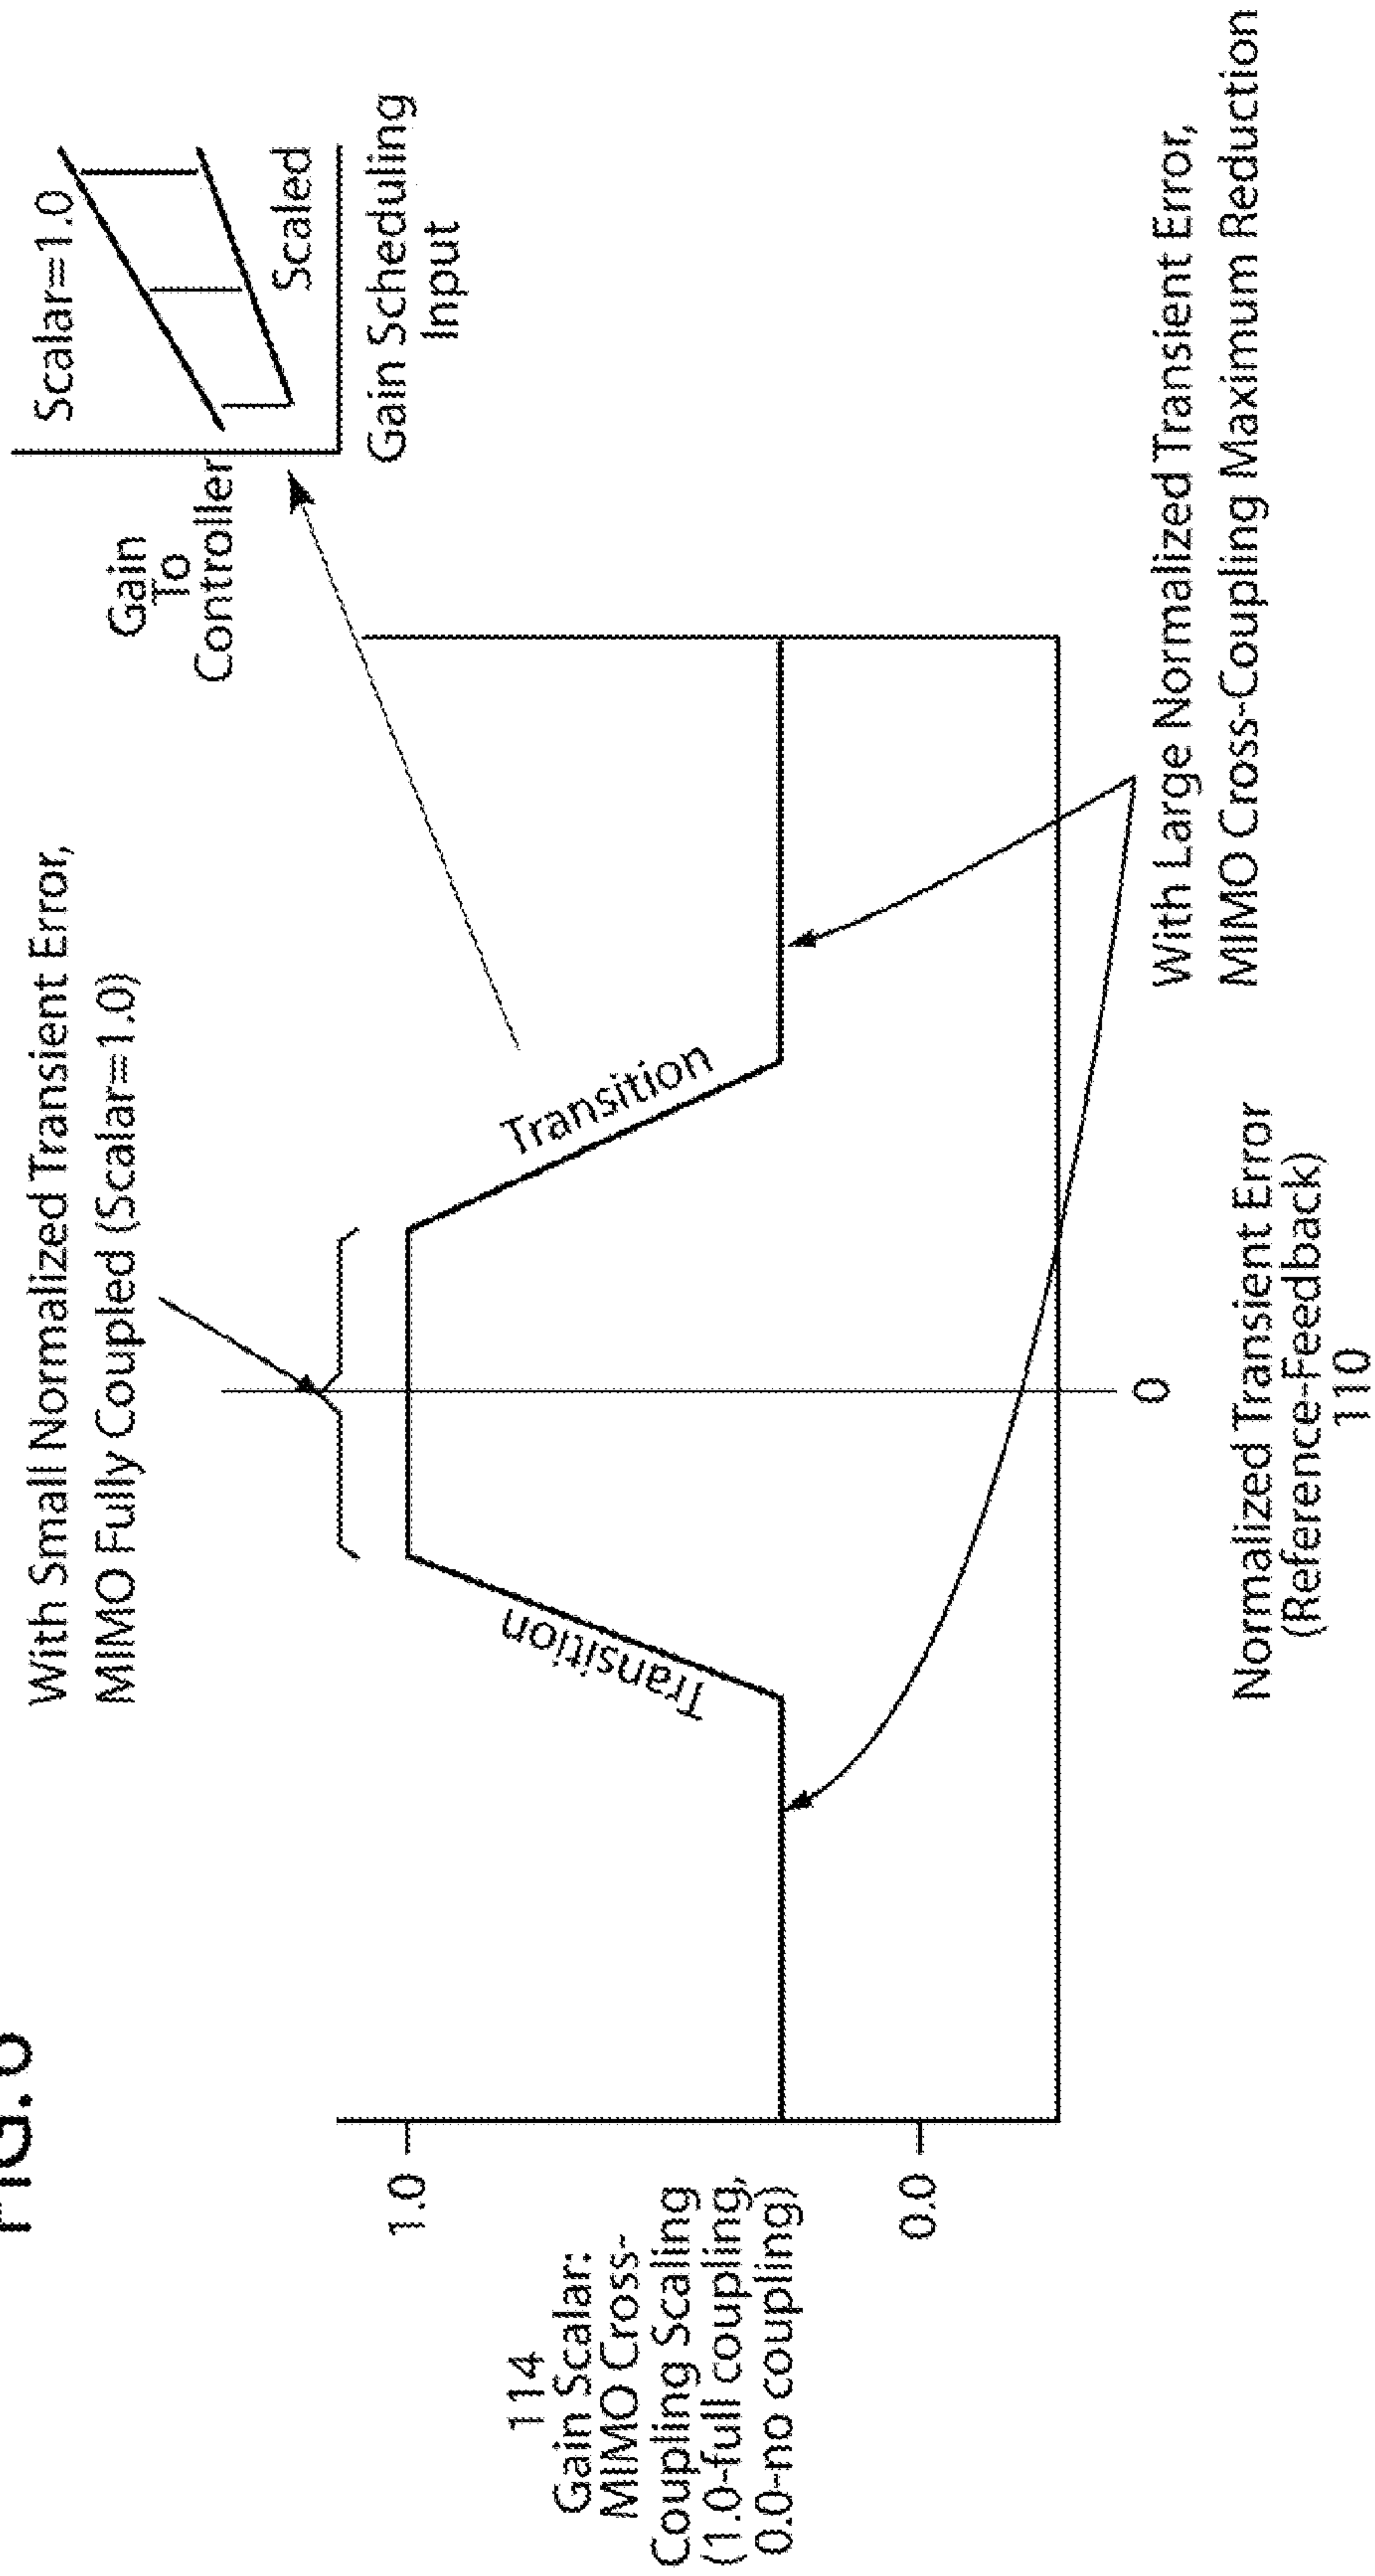 FIG. 6
With Small Normalized Transient Error,
MIMO Fully Coupled (Scalar=1.0)
Gain
To
Controller
Scalar=1.0
Scaled
Gain Scheduling
Input
114
Gain Scalar:
MIMO Cross-
Coupling Scaling
(1.0-full coupling,
0.0-no coupling)
1.0
0.0
Transition
Transition
0
Normalized Transient Error
(Reference-Feedback)
110
With Large Normalized Transient Error,
MIMO Cross-Coupling Maximum Reduction